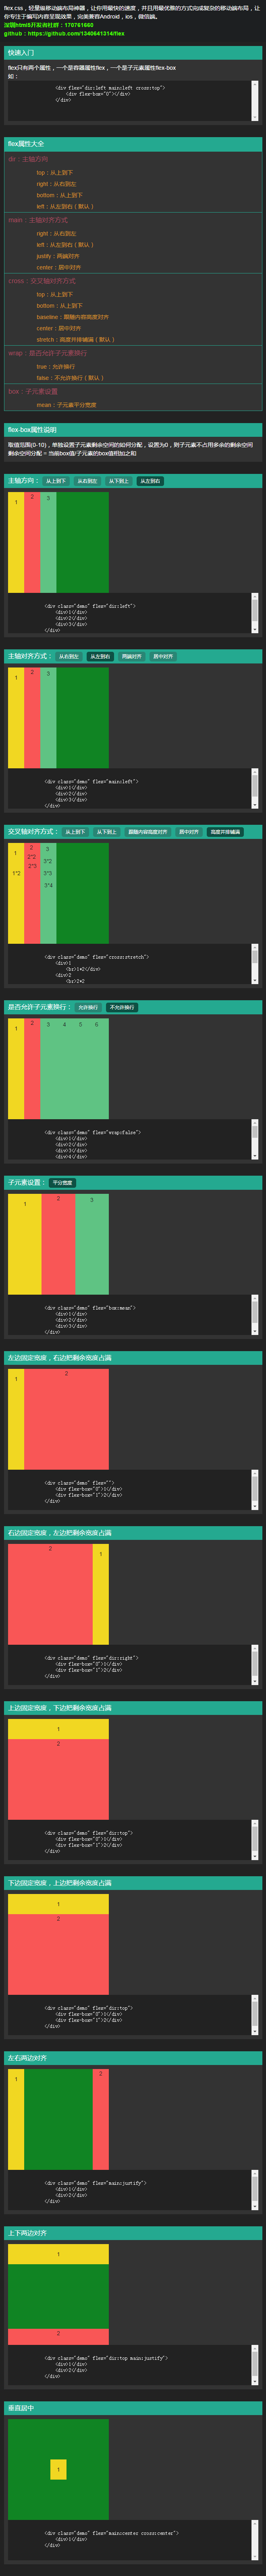 flex.css，轻量级移动端布局神器，让你用最快的速度，并且用最优雅的方式完成复杂的移动端布局，让
你专注于编写内容呈现效果，完美兼容Android，ios，微信端。
深圳html5开发者社群：170761660
github：https://github.com/1340641314/flex
快速入门
flex只有两个属性，一个是容器属性flex，一个是子元素属性flex-box
如：
<div flex="dir:left main:left cross:top">
<div flex-box="0"></div>
</div>
flex属性大全
dir：主轴方向
top：从上到下
right：从右到左
bottom：从上到下
left：从左到右（默认）
main：主轴对齐方式
right：从右到左
left：从左到右（默认）
justify：两端对齐
center：居中对齐
cross：交叉轴对齐方式
top：从上到下
bottom：从上到下
baseline：跟随内容高度对齐
center：居中对齐
stretch：高度并排铺满（默认）
wrap：是否允许子元素换行
true：允许换行
false：不允许换行（默认）
box：子元素设置
mean：子元素平分宽度
flex-box属性说明
取值范围(0-10)，单独设置子元素剩余空间的如何分配，设置为0，则子元素不占用多余的剩余空间
剩余空间分配 = 当前box值/子元素的box值相加之和
主轴方向： 从上到下 从右到左 从下到上 从左到右
1 2 3
<div class="demo" flex="dir:left">
<div>1</div>
<div>2</div>
<div>3</div>
</div>
主轴对齐方式： 从右到左 从左到右 两端对齐 居中对齐
1 2 3
<div class="demo" flex="main:left">
<div>1</div>
<div>2</div>
<div>3</div>
</div>
交叉轴对齐方式： 从上到下 从下到上 跟随内容高度对齐 居中对齐 高度并排铺满
1 2 3
2*2
3*2
2*3
1*2 3*3
3*4
<div class="demo" flex="cross:stretch">
<div>1
<br>1*2</div>
<div>2
<br>2*2
是否允许子元素换行： 允许换行 不允许换行
1 2 3 4 5 6
<div class="demo" flex="wrap:false">
<div>1</div>
<div>2</div>
<div>3</div>
<div>4</div>
子元素设置： 平分宽度
1 2 3
<div class="demo" flex="box:mean">
<div>1</div>
<div>2</div>
<div>3</div>
</div>
左边固定宽度，右边把剩余宽度占满
1 2
<div class="demo" flex="">
<div flex-box="0">1</div>
<div flex-box="1">2</div>
</div>
右边固定宽度，左边把剩余宽度占满
2 1
<div class="demo" flex="dir:right">
<div flex-box="0">1</div>
<div flex-box="1">2</div>
</div>
上边固定宽度，下边把剩余宽度占满
1
2
<div class="demo" flex="dir:top">
<div flex-box="0">1</div>
<div flex-box="1">2</div>
</div>
下边固定宽度，上边把剩余宽度占满
1
2
<div class="demo" flex="dir:top">
<div flex-box="0">1</div>
<div flex-box="1">2</div>
</div>
左右两边对齐
1 2
<div class="demo" flex="main:justify">
<div>1</div>
<div>2</div>
</div>
上下两边对齐
1
2
<div class="demo" flex="dir:top main:justify">
<div>1</div>
<div>2</div>
</div>
垂直居中
1
<div class="demo" flex="main:center cross:center">
<div>1</div>
</div>